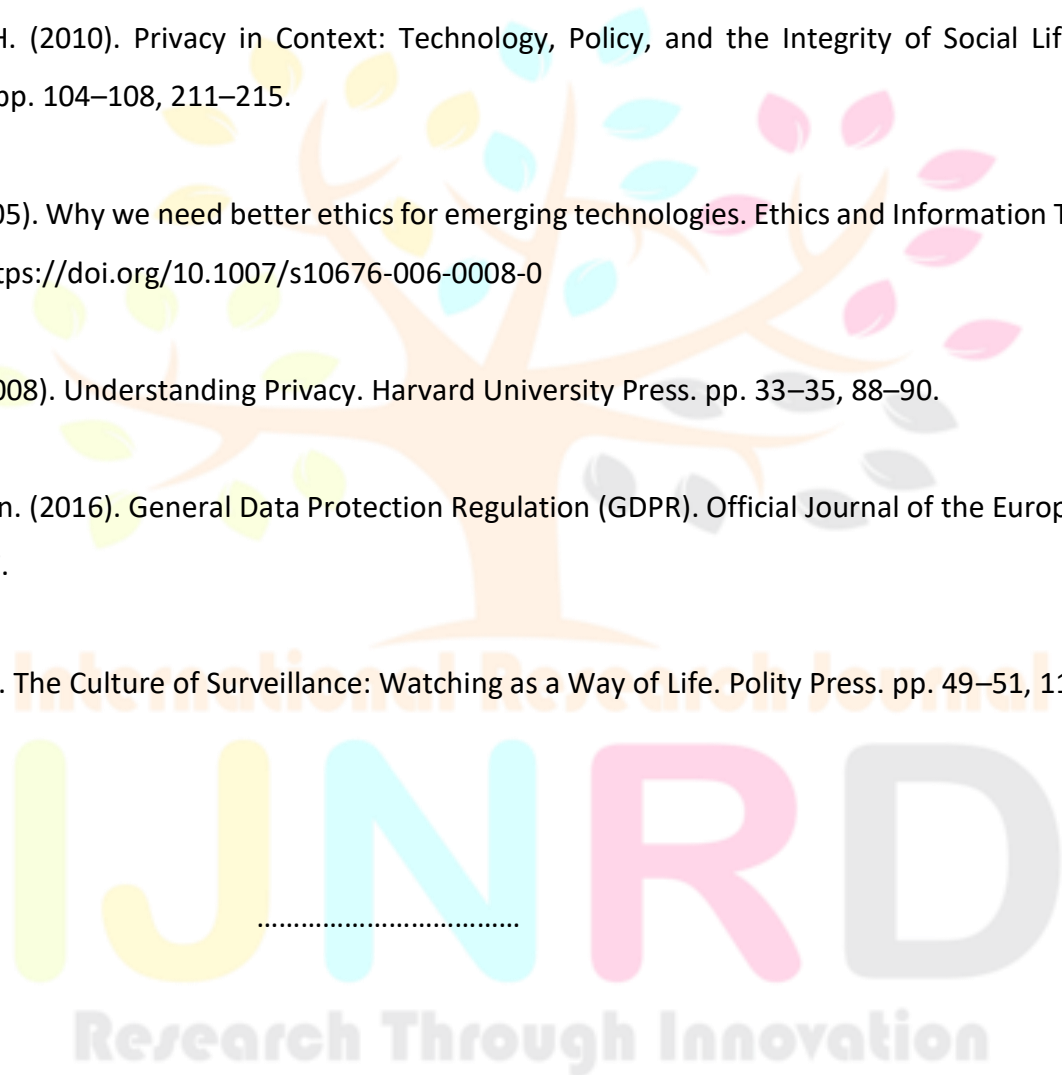 H. (2010). Privacy in Context: Technology, Policy, and the Integrity of Social Lif
pp. 104–108, 211–215.
05). Why we need better ethics for emerging technologies. Ethics and Information T
tps://doi.org/10.1007/s10676-006-0008-0
008). Understanding Privacy. Harvard University Press. pp. 33–35, 88–90.
n. (2016). General Data Protection Regulation (GDPR). Official Journal of the Europ
.
. The Culture of Surveillance: Watching as a Way of Life. Polity Press. pp. 49–51, 11
International Research Journal
IJNRD
.................................
Research Through Innovation